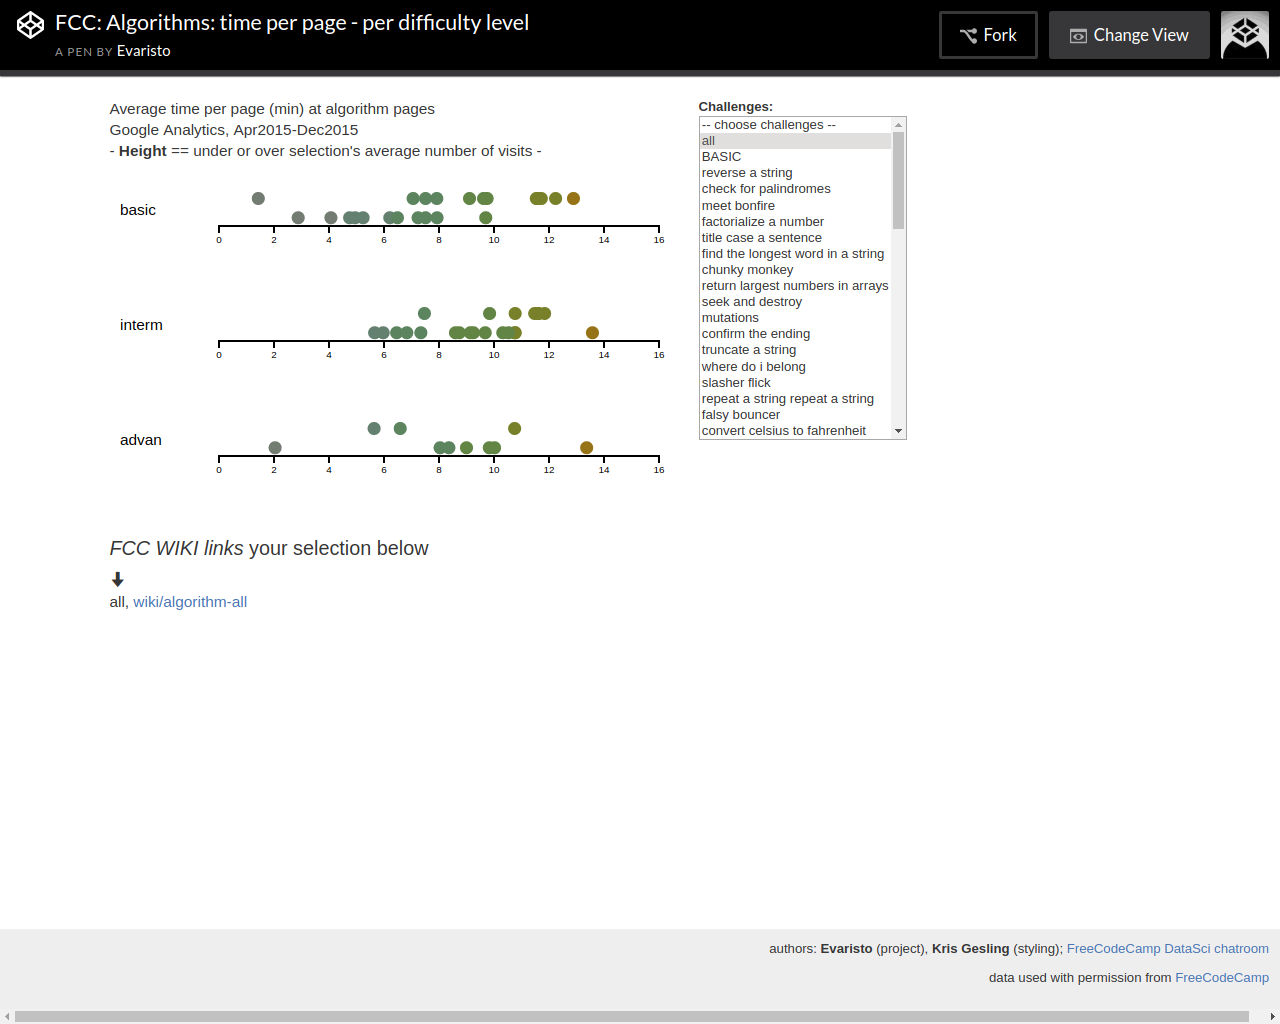 FCC: Algorithms: time per page - per difficulty level
A PEN BY Evaristo
Fork
Change View
Average time per page (min) at algorithm pages
Google Analytics, Apr2015-Dec2015
- Height == under or over selection's average number of visits -
basic
0 2 4 6 8 10 12 14 16
interm
0 2 4 6 8 10 12 14 16
advan
0 2 4 6 8 10 12 14 16
Challenges:
-- choose challenges --
all
BASIC
reverse a string
check for palindromes
meet bonfire
factorialize a number
title case a sentence
find the longest word in a string
chunky monkey
return largest numbers in arrays
seek and destroy
mutations
confirm the ending
truncate a string
where do i belong
slasher flick
repeat a string repeat a string
falsy bouncer
convert celsius to fahrenheit
FCC WIKI links your selection below
all, wiki/algorithm-all
authors: Evaristo (project), Kris Gesling (styling); FreeCodeCamp DataSci chatroom
data used with permission from FreeCodeCamp